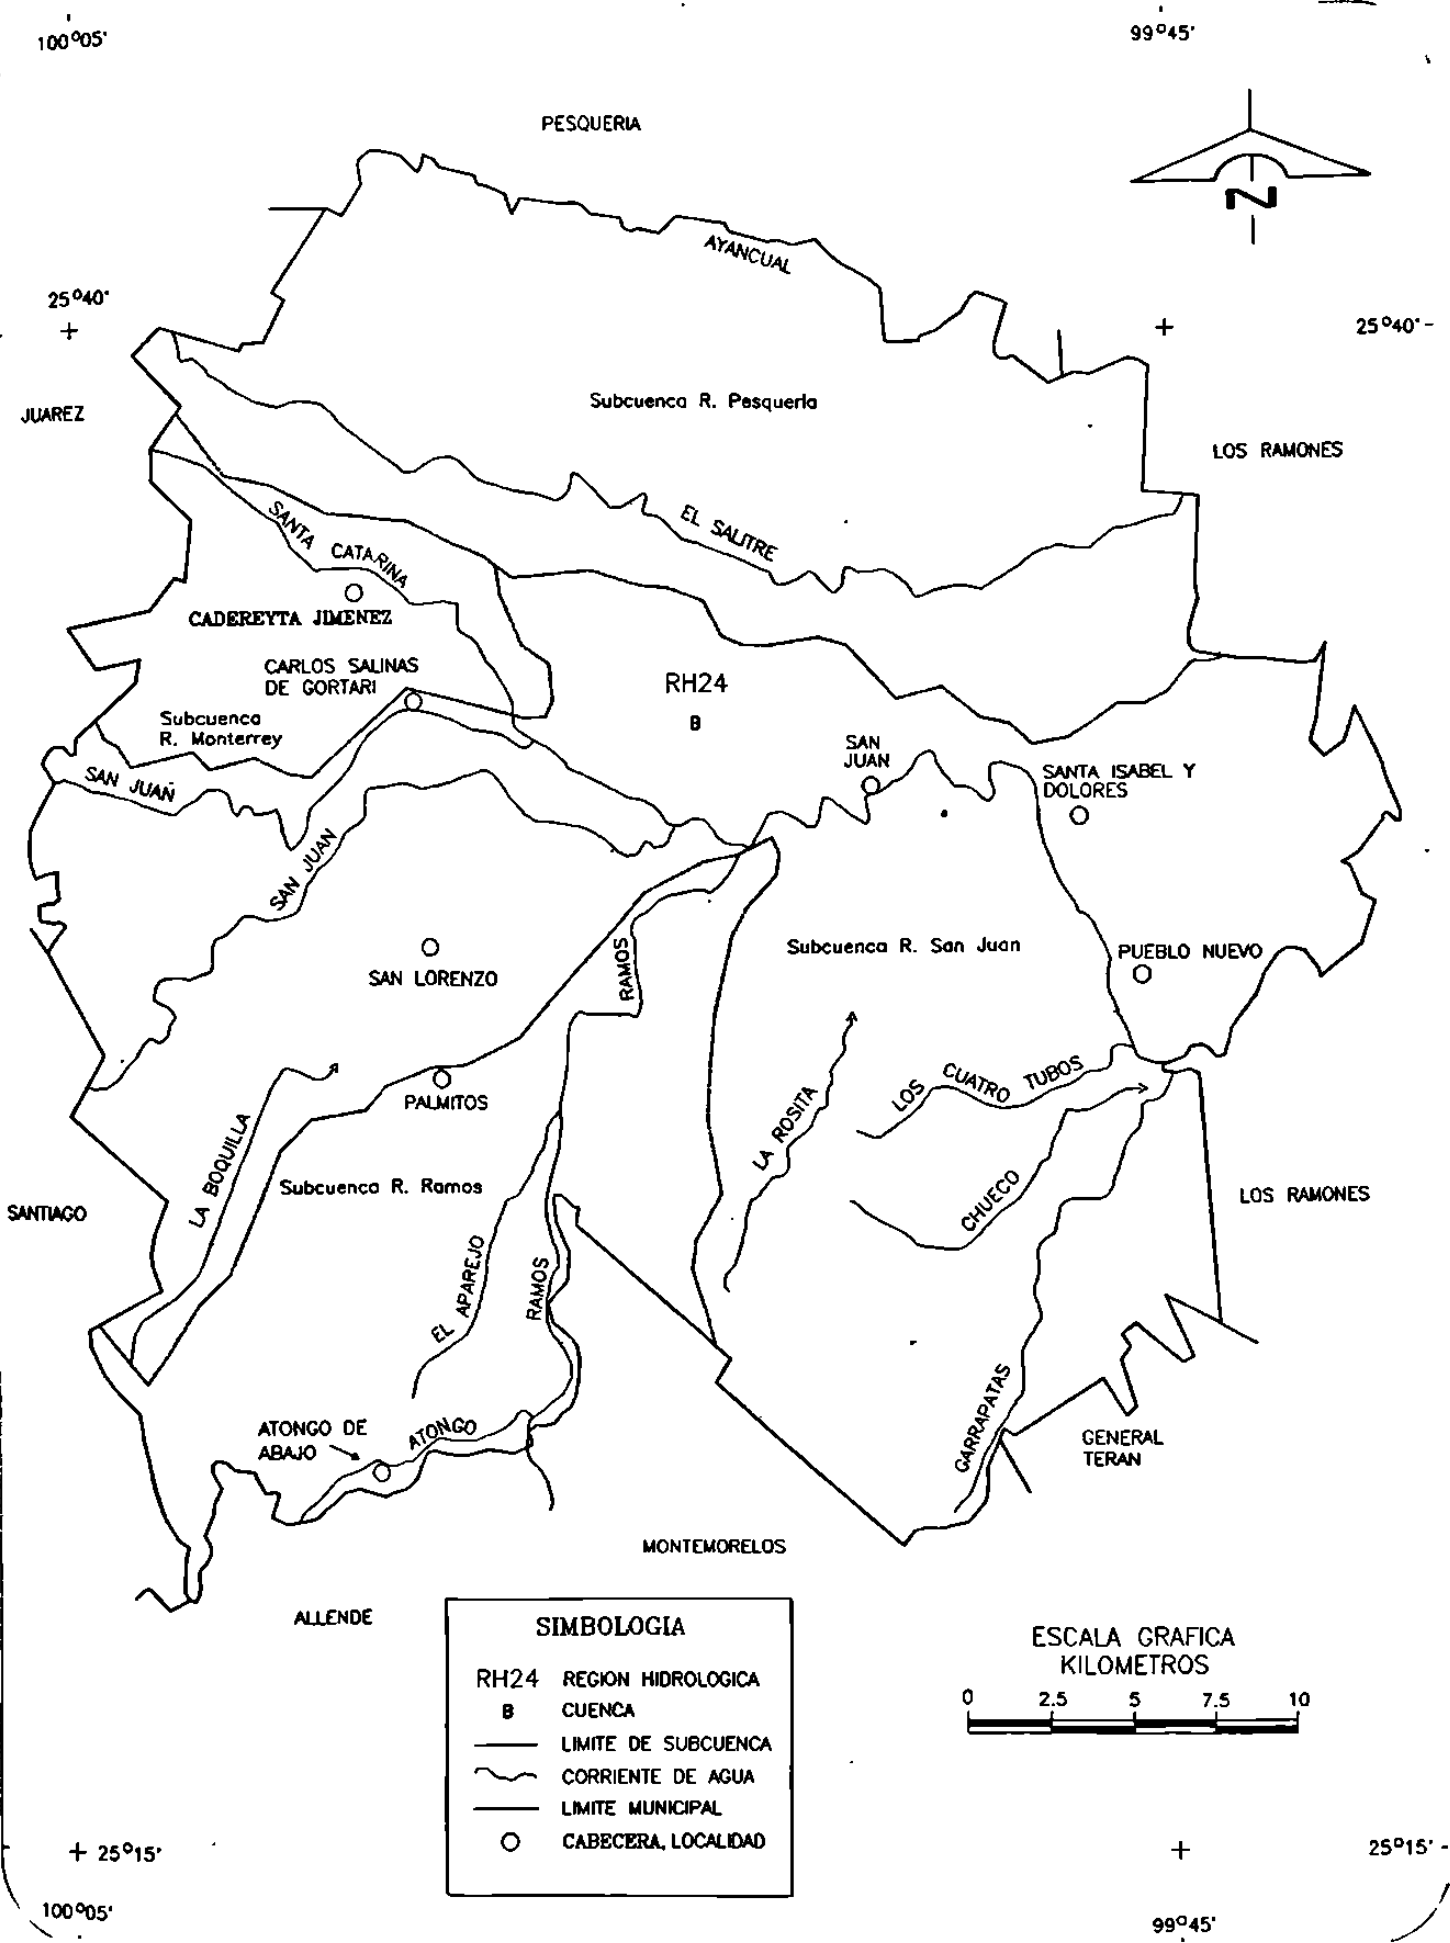 100°05'
99°45'
PESQUERIA
N
AYANCUAL
25°40'
25°40'
JUAREZ
Subcuenca R. Pesquería
LOS RAMONES
SANTA CATARINA
EL SALITRE
CADEREYTA JIMENEZ
CARLOS SALINAS
DE GORTARI
RH24
B
Subcuenca
R. Monterrey
SAN
JUAN
SAN JUAN
SANTA ISABEL Y
DOLORES
SAN JUAN
SAN LORENZO
RAMOS
Subcuenca R. San Juan
PUEBLO NUEVO
PALMITOS
LOS CUATRO TUBOS
LA ROSITA
LA BOQUILLA
Subcuenca R. Ramos
CHUECO
LOS RAMONES
SANTIAGO
EL APAREJO
RAMOS
GARRAPATAS
ATONGO DE
ABAJO
ATONGO
GENERAL
TERAN
MONTEMORELOS
ALLENDE
SIMBOLOGIA
RH24 REGION HIDROLOGICA
B CUENCA
LIMITE DE SUBCUENCA
CORRIENTE DE AGUA
LIMITE MUNICIPAL
CABECERA, LOCALIDAD
ESCALA GRAFICA
KILOMETROS
0 2.5 5 7.5 10
25°15'
25°15'
100°05'
99°45'